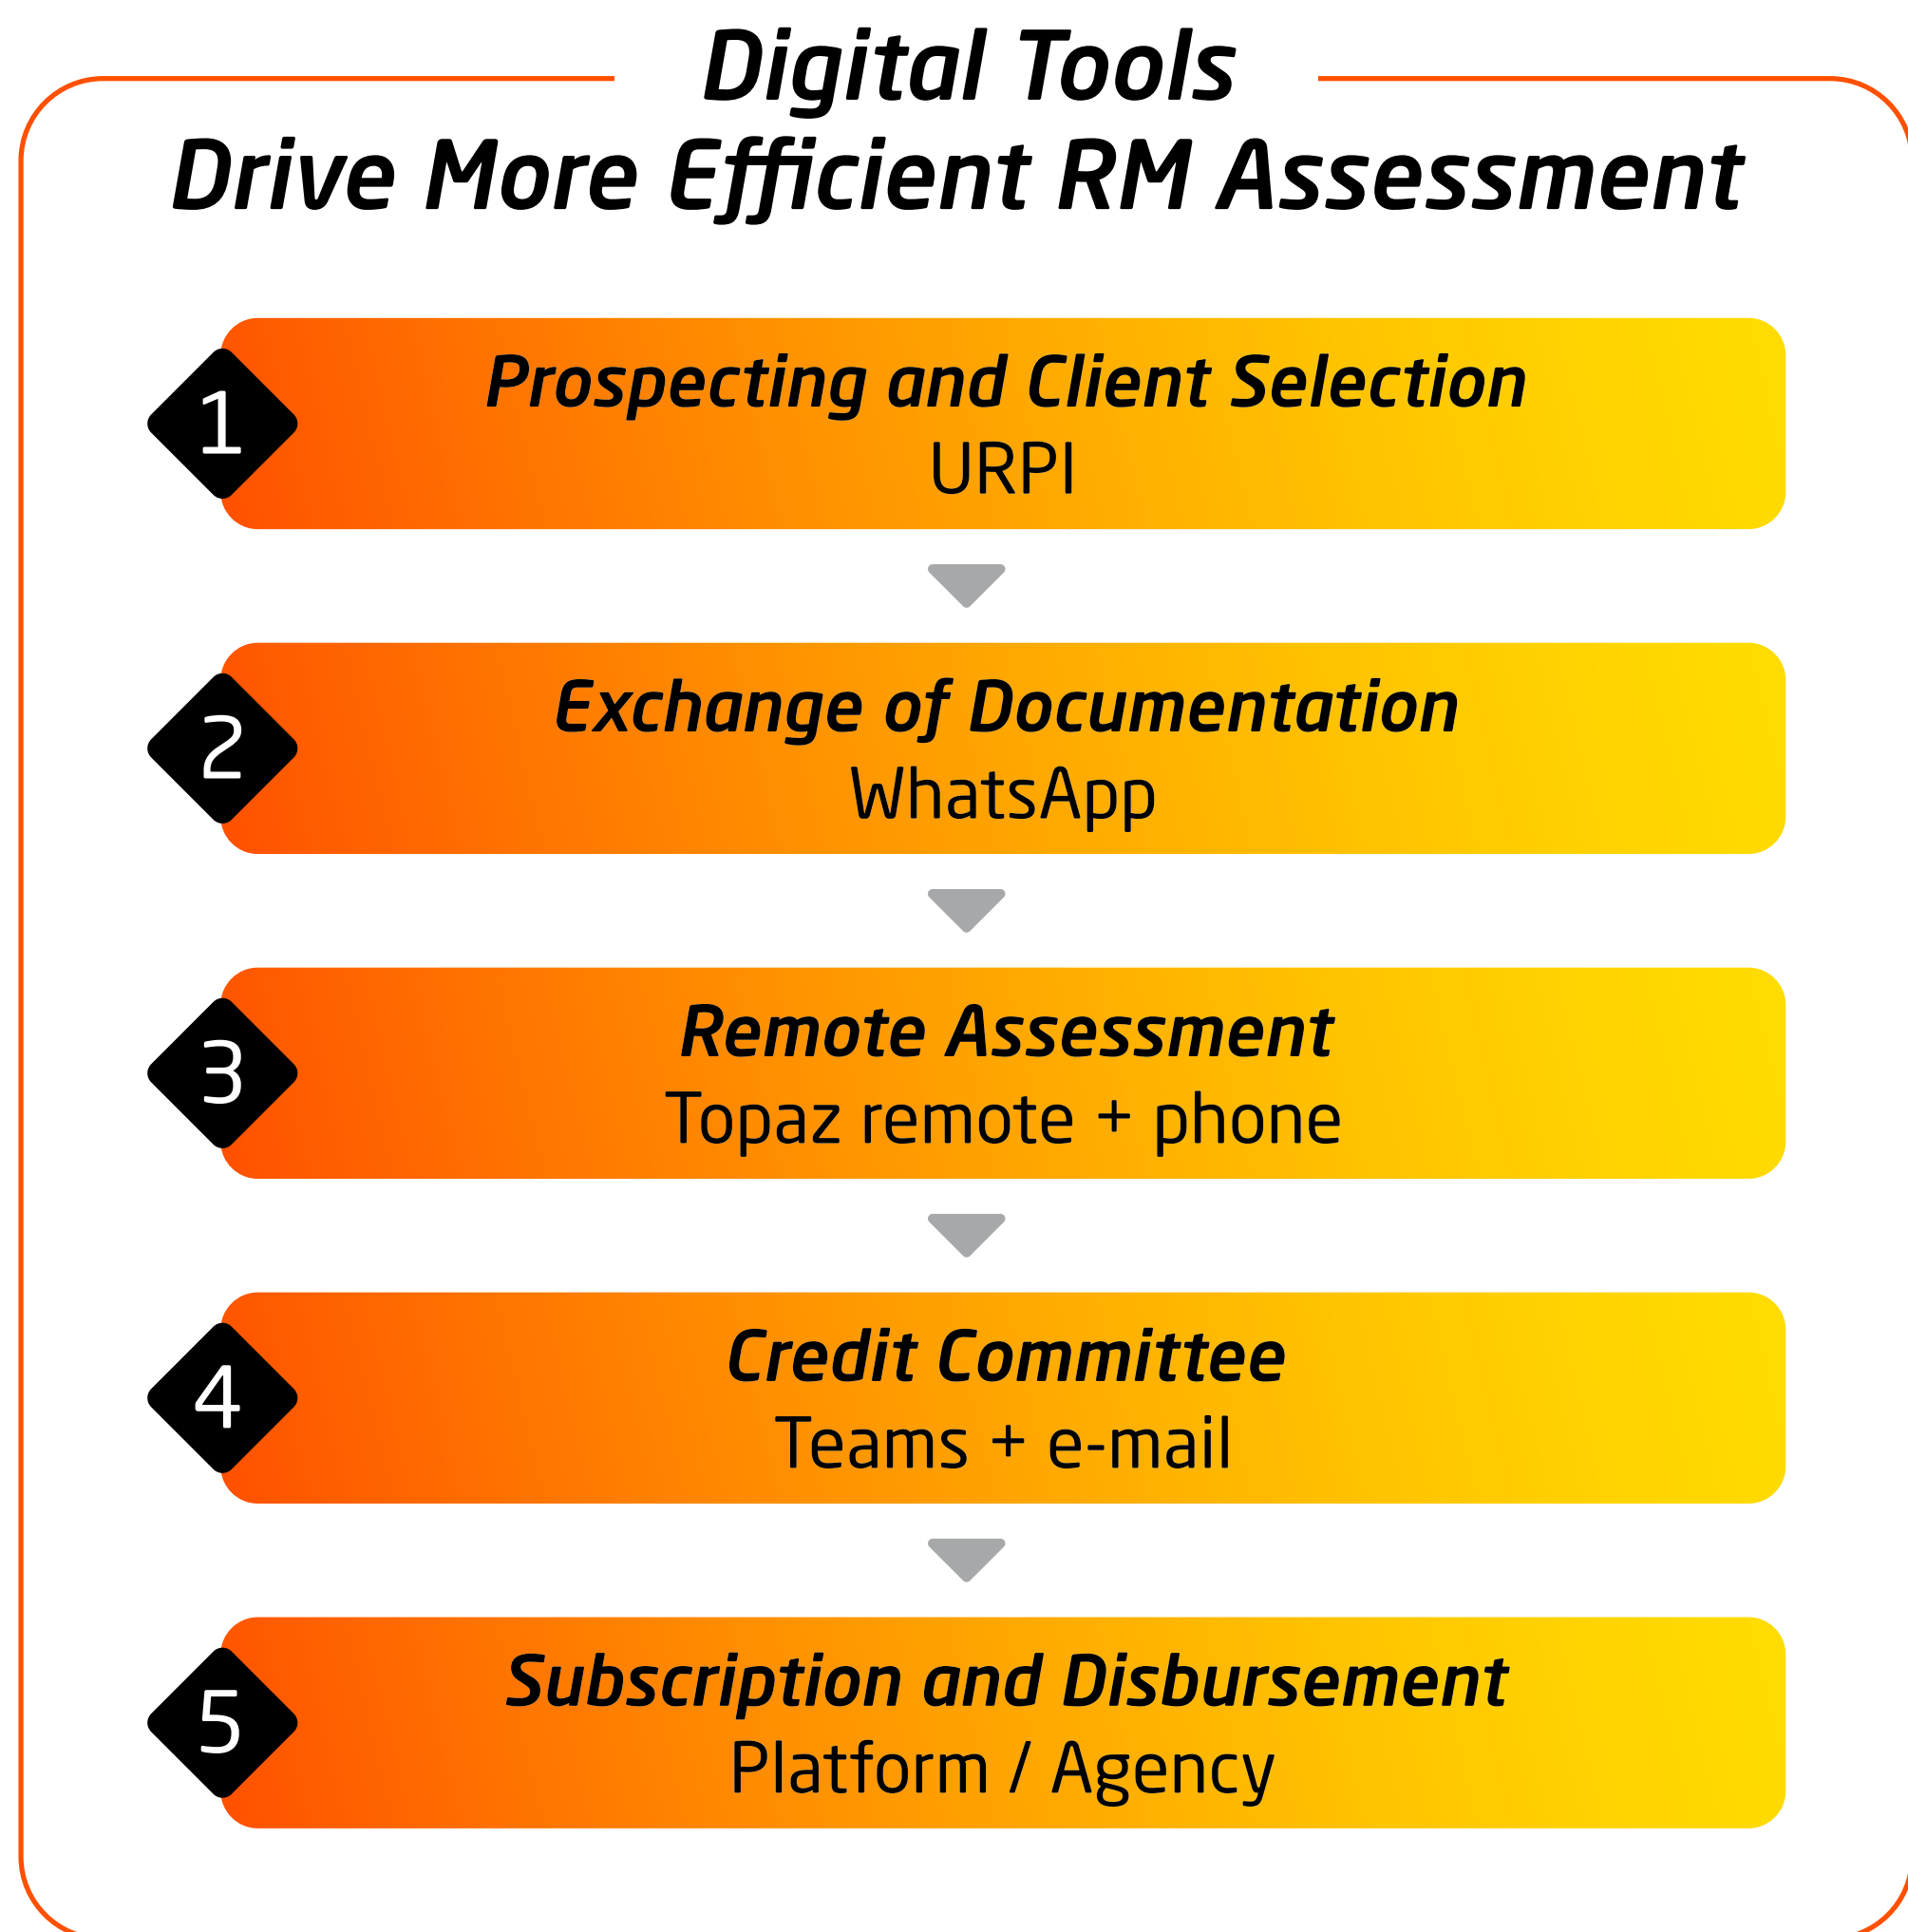 Digital Tools
Drive More Efficient RM Assessment
1
Prospecting and Client Selection
URPI
2
Exchange of Documentation
WhatsApp
3
Remote Assessment
Topaz remote + phone
4
Credit Committee
Teams + e-mail
5
Subscription and Disbursement
Platform / Agency